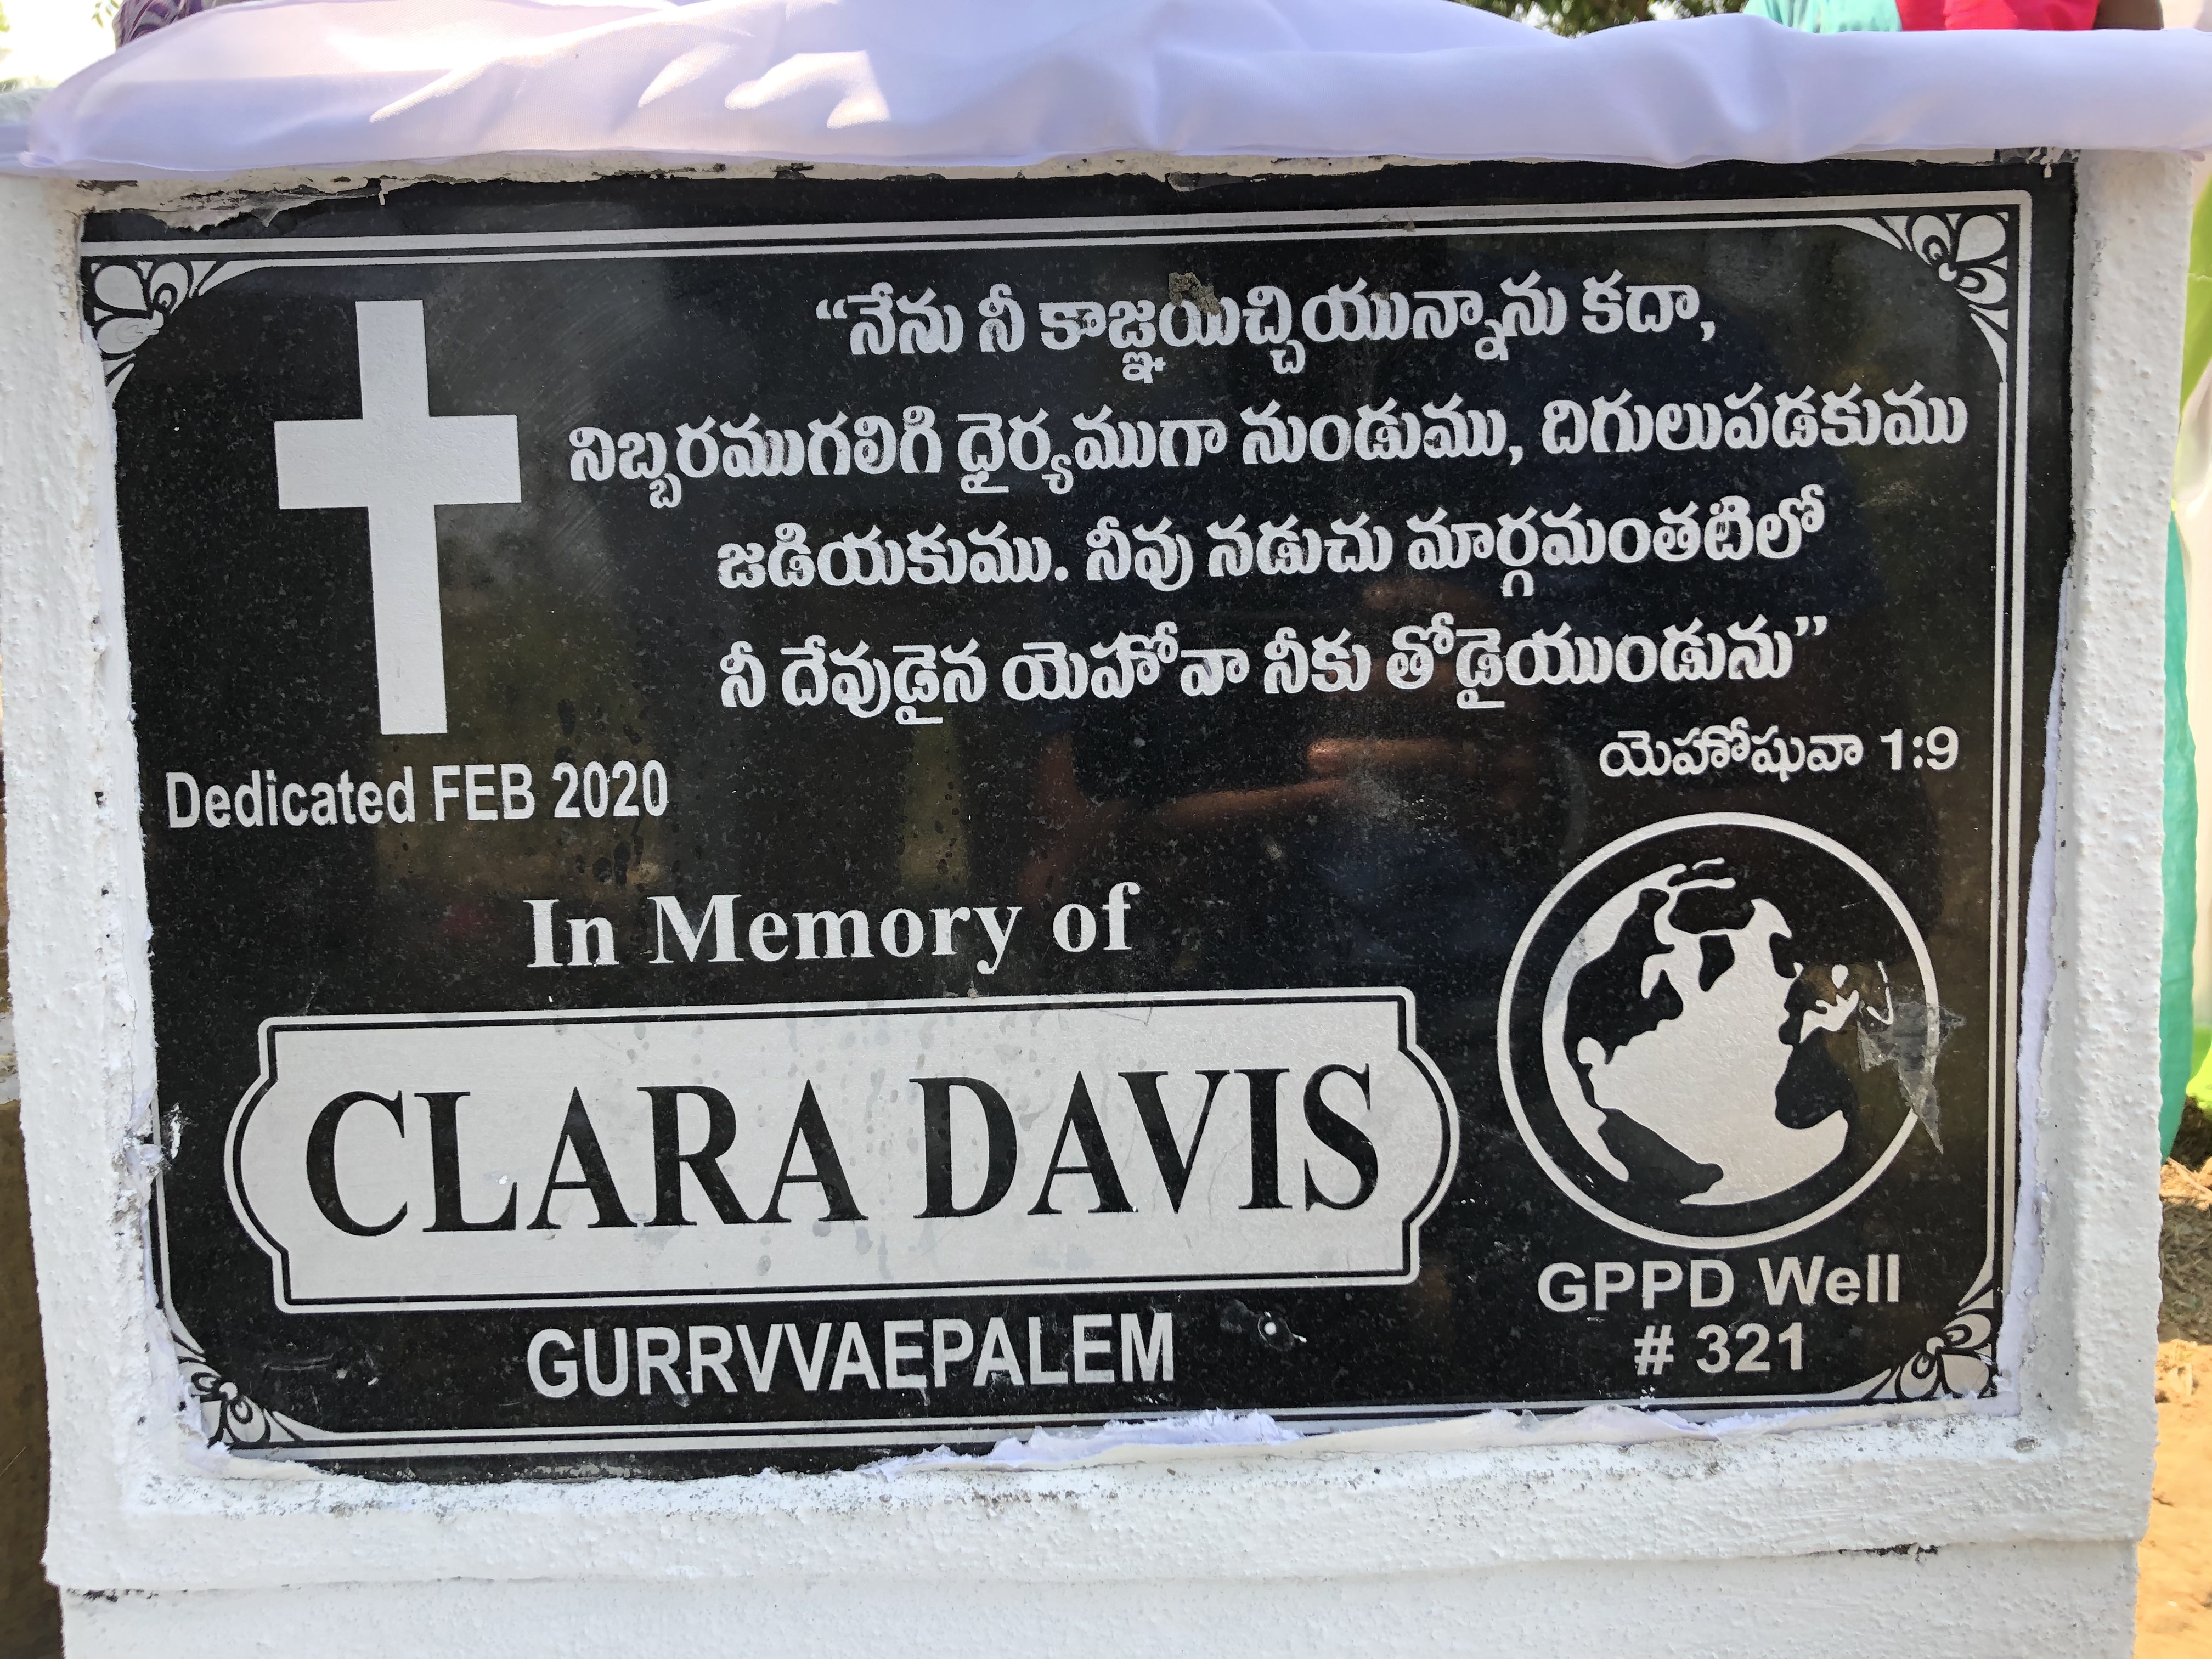 “నేను నీ కాజ్ఞయిచ్చియున్నాను కదా,
నిబ్బరముగలిగి ధైర్యముగా నుండుము, దిగులుపడకుము
జడియకుము. నీవు నడుచు మార్గమంతటిలో
నీ దేవుడైన యెహోవా నీకు తోడైయుండును”
యెహోషువా 1:9
Dedicated FEB 2020
In Memory of
CLARA DAVIS
GURRVVAEPALEM
GPPD Well
# 321